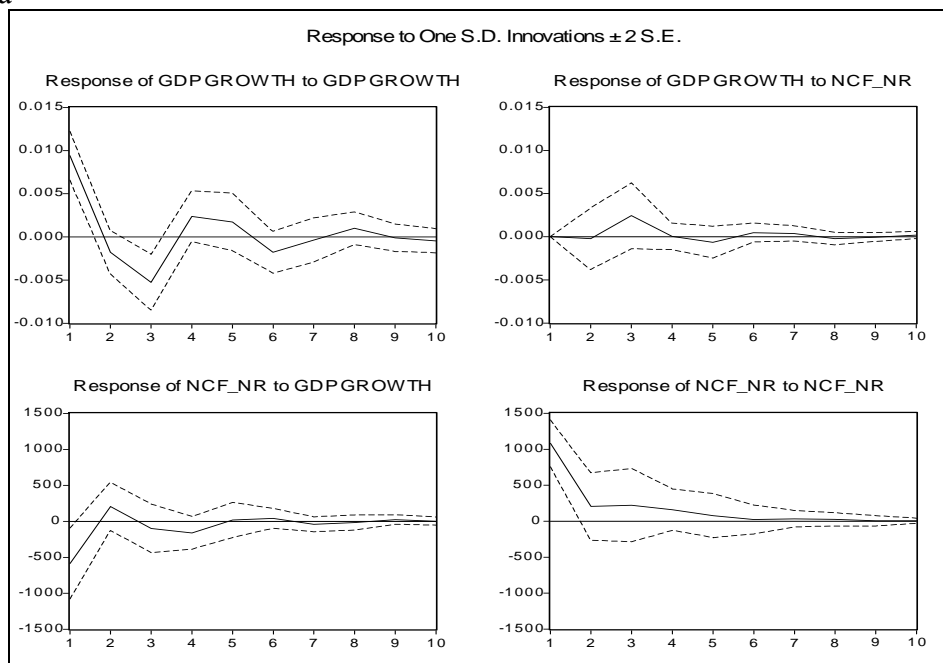 a
Response to One S.D. Innovations ± 2 S.E.
Response of GDPGROWTH to GDPGROWTH
0.015
0.010
0.005
0.000
-0.005
-0.010
1 2 3 4 5 6 7 8 9 10
Response of GDPGROWTH to NCF_NR
0.015
0.010
0.005
0.000
-0.005
-0.010
1 2 3 4 5 6 7 8 9 10
Response of NCF_NR to GDPGROWTH
1500
1000
500
0
-500
-1000
-1500
1 2 3 4 5 6 7 8 9 10
Response of NCF_NR to NCF_NR
1500
1000
500
0
-500
-1000
-1500
1 2 3 4 5 6 7 8 9 10